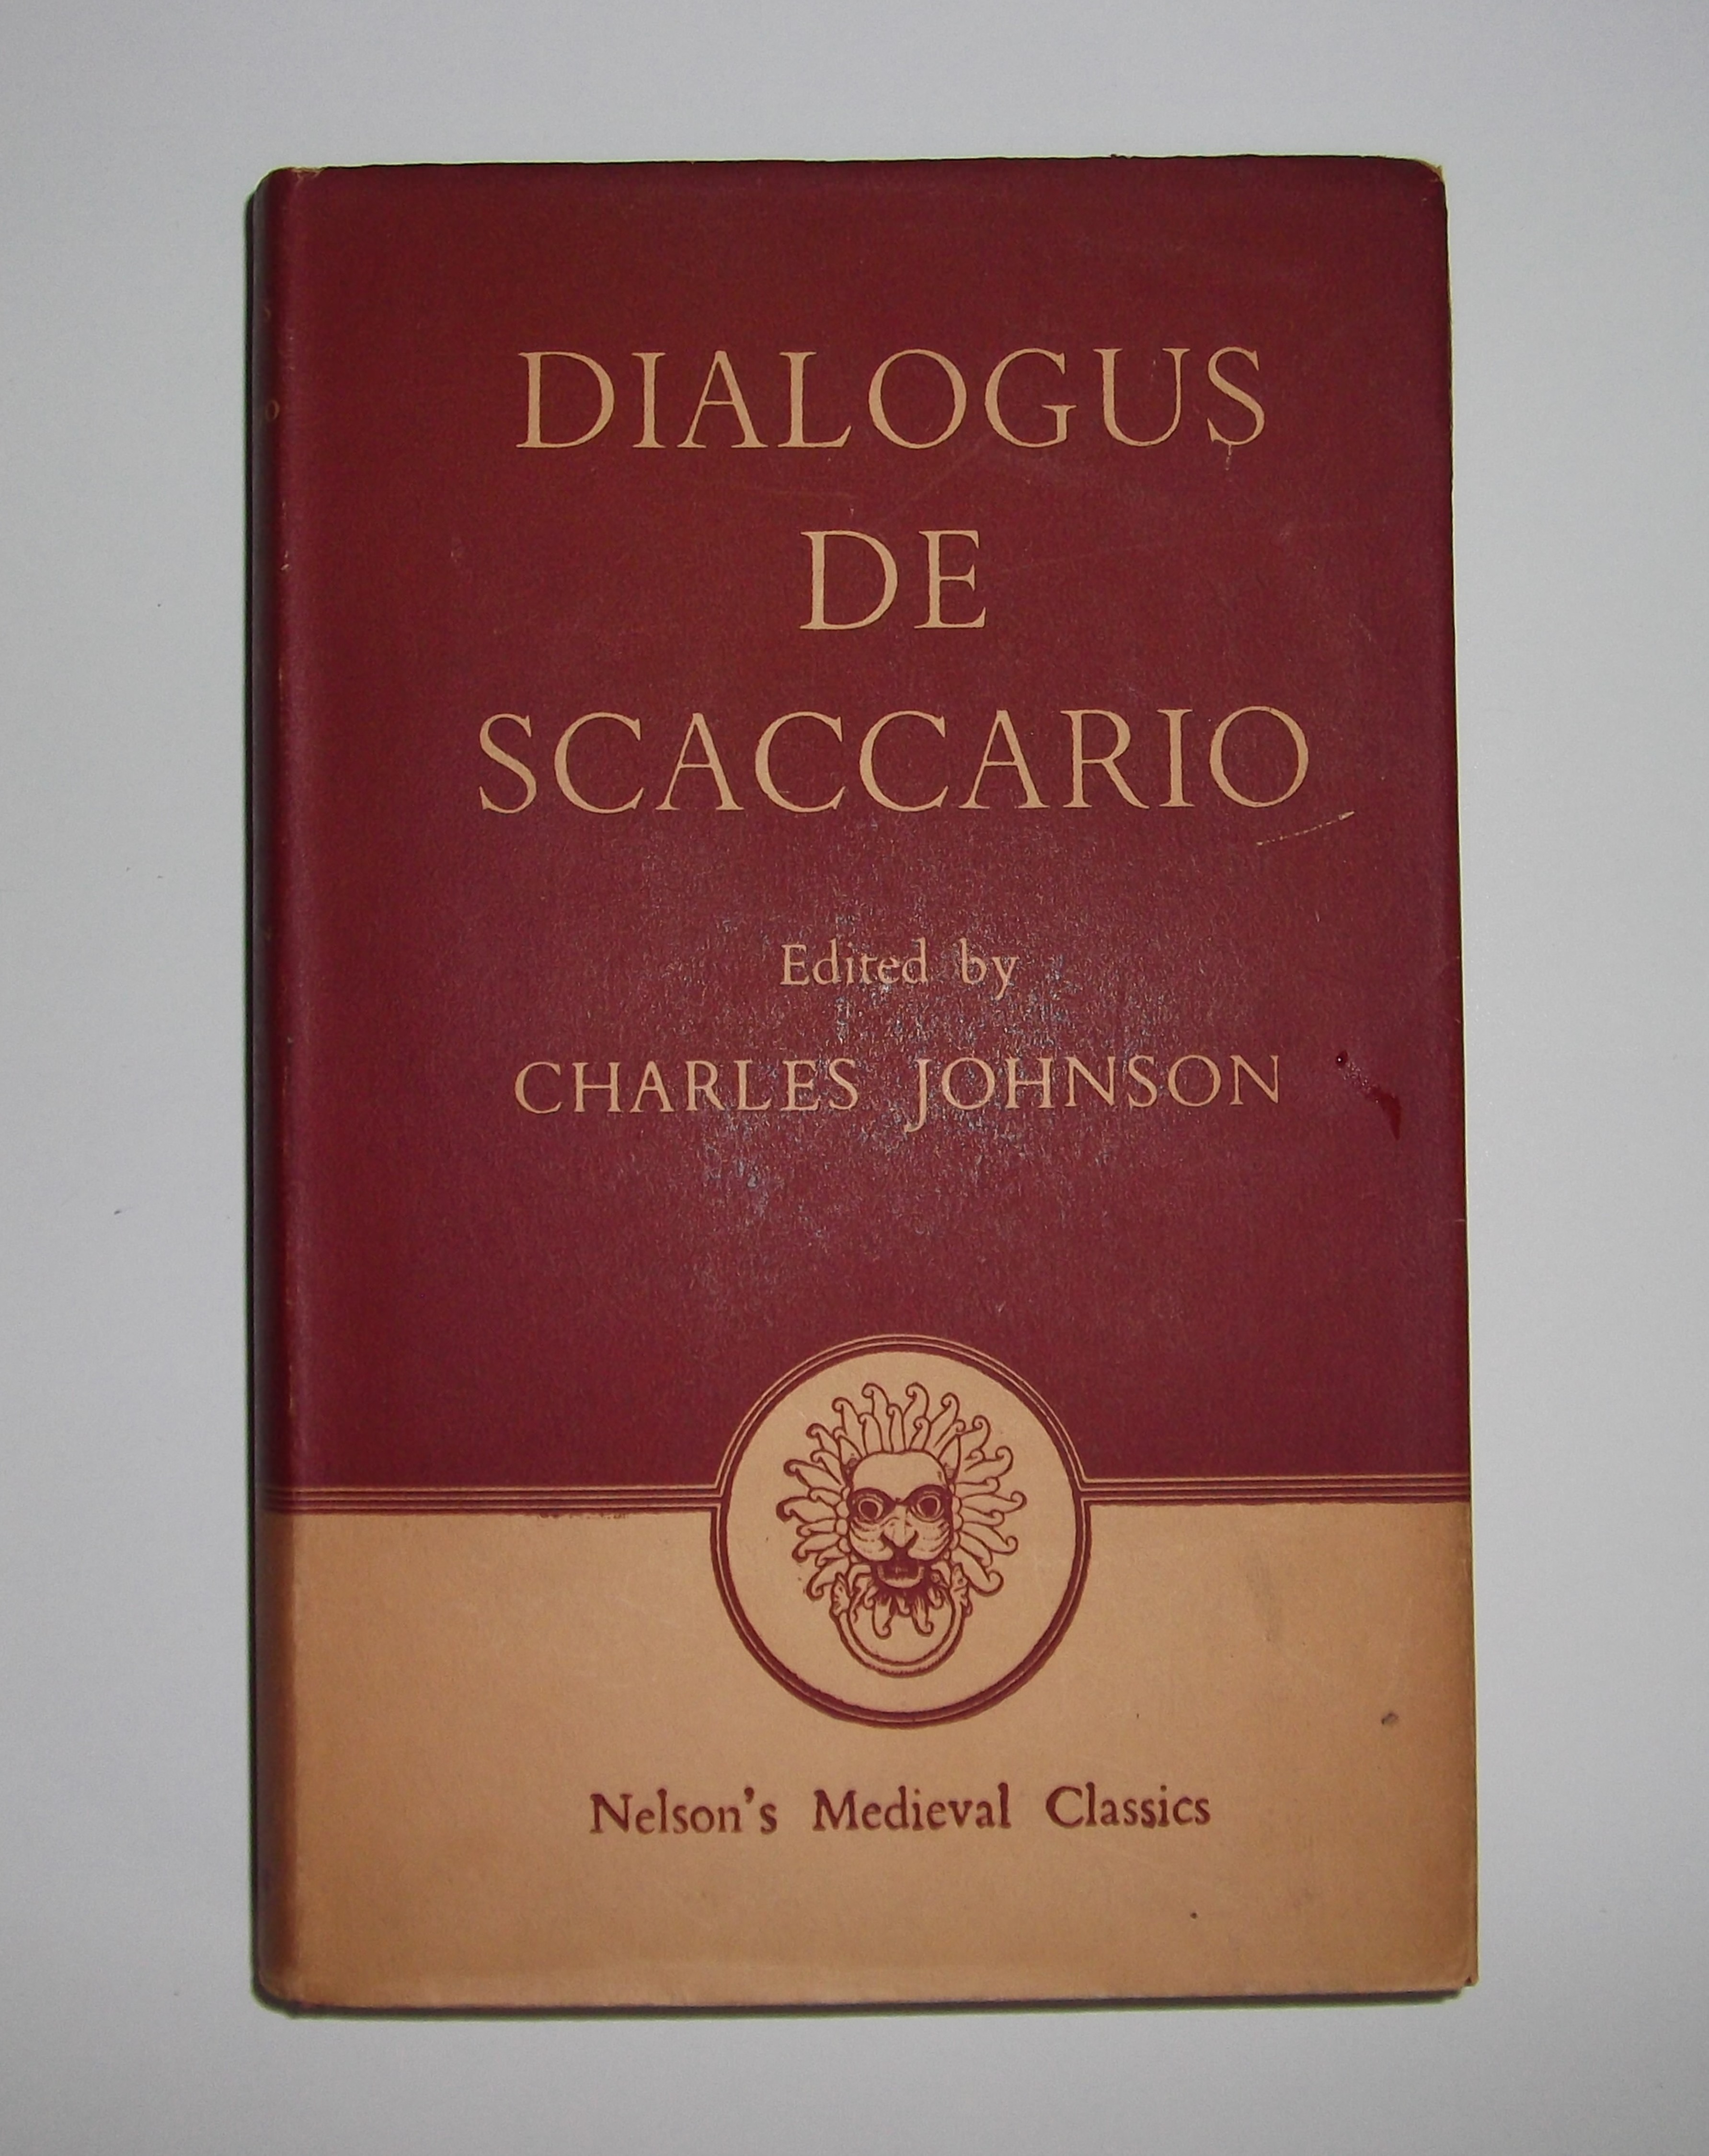 DIALOGUS
DE
SCACCARIO
Edited by
CHARLES JOHNSON
Nelson's Medieval Classics